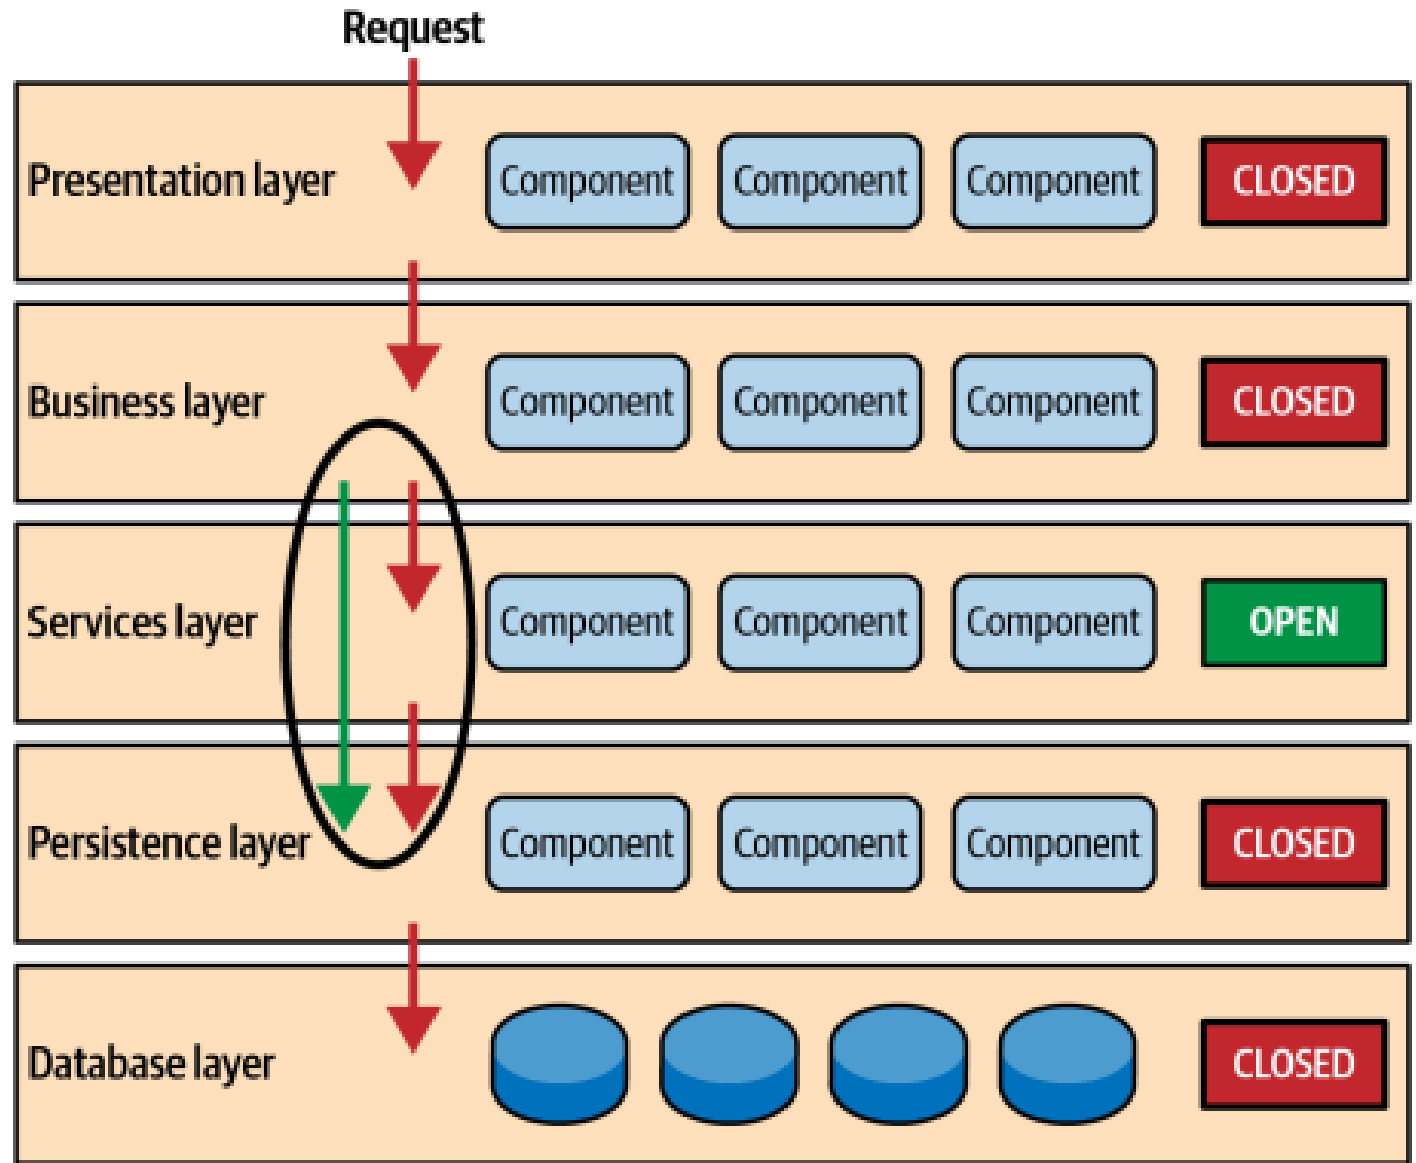 Request
Presentation layer Component Component Component CLOSED
Business layer Component Component Component CLOSED
Services layer Component Component Component OPEN
Persistence layer Component Component Component CLOSED
Database layer CLOSED